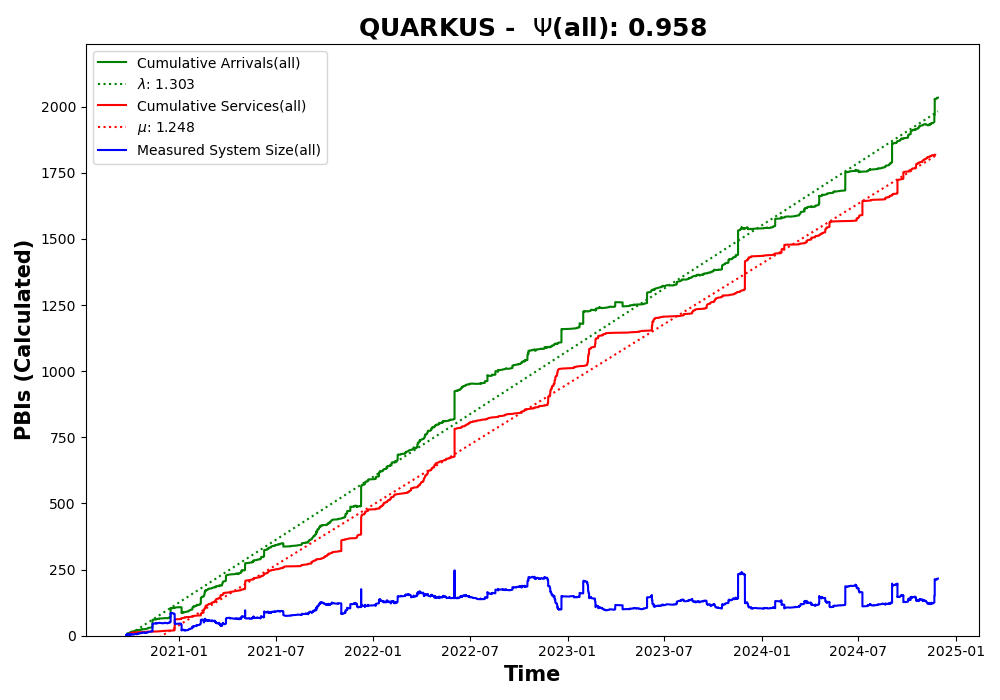 QUARKUS - Ψ(all): 0.958
Cumulative Arrivals(all)
λ: 1.303
Cumulative Services(all)
μ: 1.248
Measured System Size(all)
PBIs (Calculated)
2000
1750
1500
1250
1000
750
500
250
0
2021-01 2021-07 2022-01 2022-07 2023-01 2023-07 2024-01 2024-07 2025-01
Time